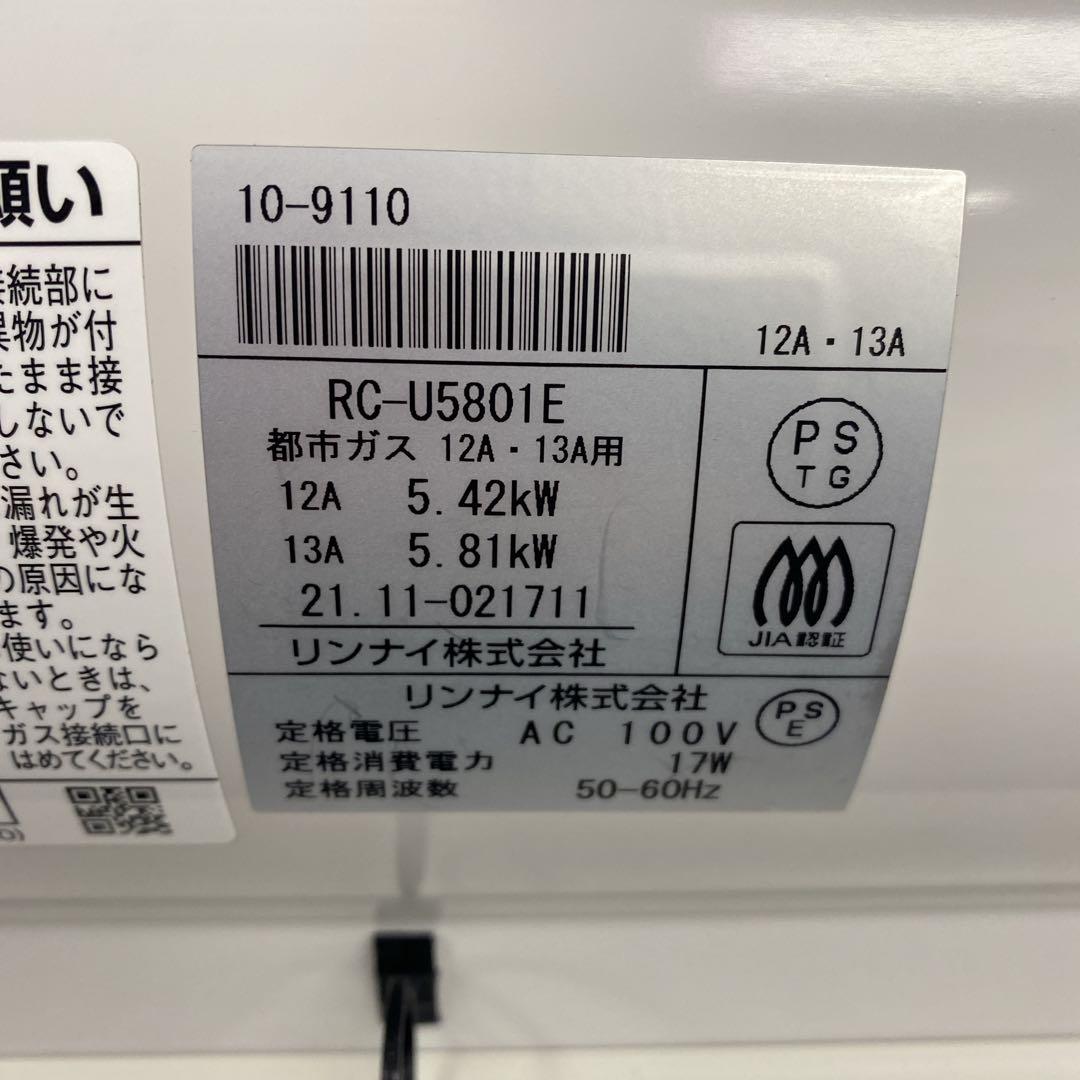 願い
続部に
物が付
たまま接
しないで
さい。
漏れが生
爆発や火
の原因にな
ます。
使いになら
ないときは、
キャップを
ガス接続口に
はめてください。
10-9110
12A・13A
RC-U5801E
都市ガス 12A・13A用
12A 5.42kW
13A 5.81kW
21.11-021711
リンナイ株式会社
PS
TG
JIA認証
リンナイ株式会社
定格電圧 AC 100V
定格消費電力 17W
定格周波数 50-60Hz
PS
E